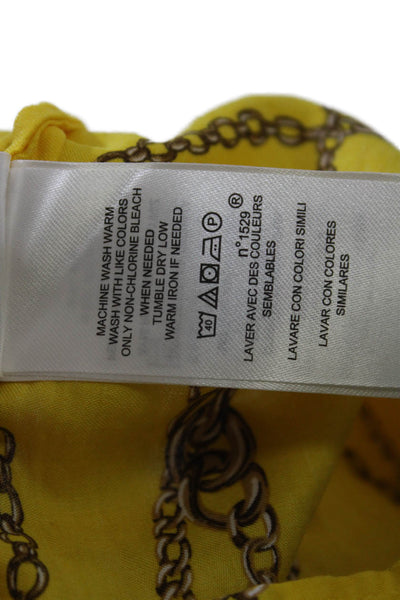 MACHINE WASH WARM
WASH WITH LIKE COLORS
ONLY NON-CHLORINE BLEACH
WHEN NEEDED
TUMBLE DRY LOW
WARM IRON IF NEEDED
40 P ®
n°1529
LAVER AVEC DES COULEURS
SEMBLABLES
LAVARE CON COLORI SIMILI
LAVAR CON COLORES
SIMILARES